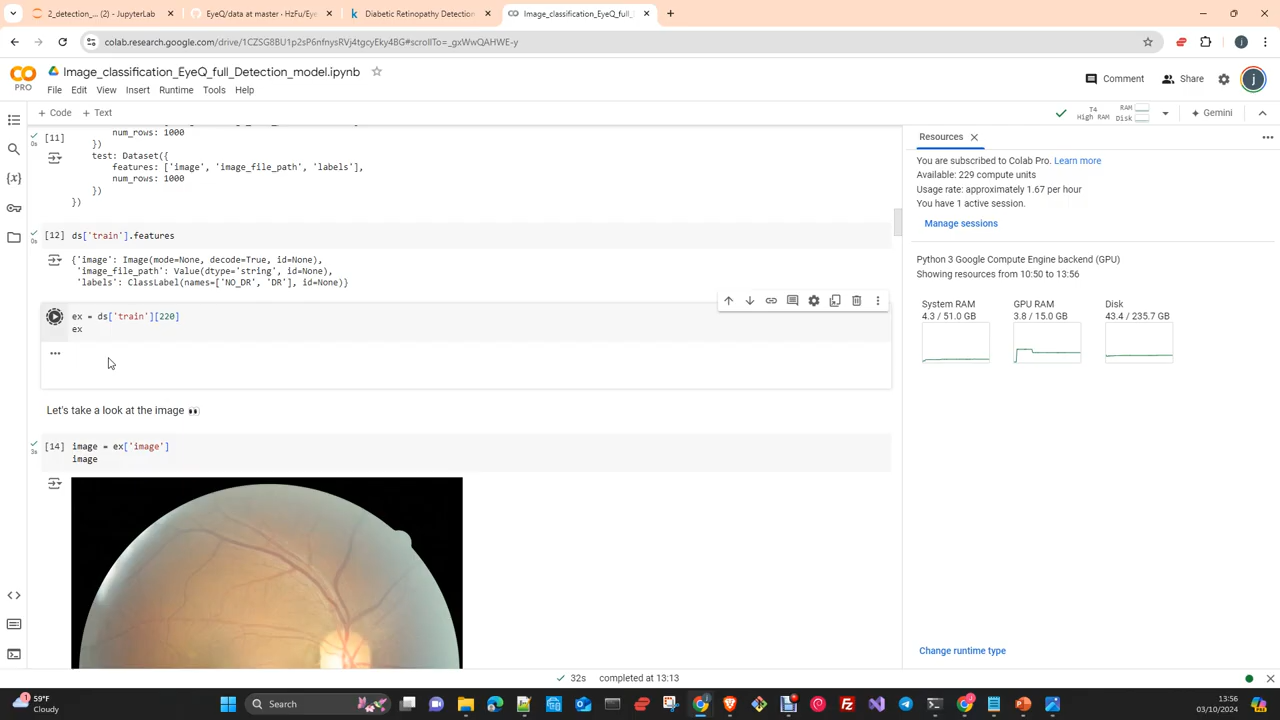 2_detection_... (2) - JupyterLab
EyeQ/data at master · HzFu/Eye
Diabetic Retinopathy Detection
Image_classification_EyeQ_full_
colab.research.google.com/drive/1CZSG8BU1p2sP6nfnysRVj4tgcyEky4BG#scrollTo=_gxWwQAHWE-y
PRO
Image_classification_EyeQ_full_Detection_model.ipynb
Comment
Share
j
File Edit View Insert Runtime Tools Help
+ Code + Text
T4
High RAM
RAM
Disk
Gemini
[11]
num_rows: 1000
})
test: Dataset({
features: ['image', 'image_file_path', 'labels'],
num_rows: 1000
})
})
[12] ds['train'].features
{'image': Image(mode=None, decode=True, id=None),
'image_file_path': Value(dtype='string', id=None),
'labels': ClassLabel(names=['NO_DR', 'DR'], id=None)}
ex = ds['train'][220]
ex
Let's take a look at the image 👀
[14] image = ex['image']
image
0s
0s
3s
Resources
You are subscribed to Colab Pro. Learn more
Available: 229 compute units
Usage rate: approximately 1.67 per hour
You have 1 active session.
Manage sessions
Python 3 Google Compute Engine backend (GPU)
Showing resources from 10:50 to 13:56
System RAM
4.3 / 51.0 GB
GPU RAM
3.8 / 15.0 GB
Disk
43.4 / 235.7 GB
Change runtime type
32s completed at 13:13
59°F
Cloudy
Search
13:56
03/10/2024